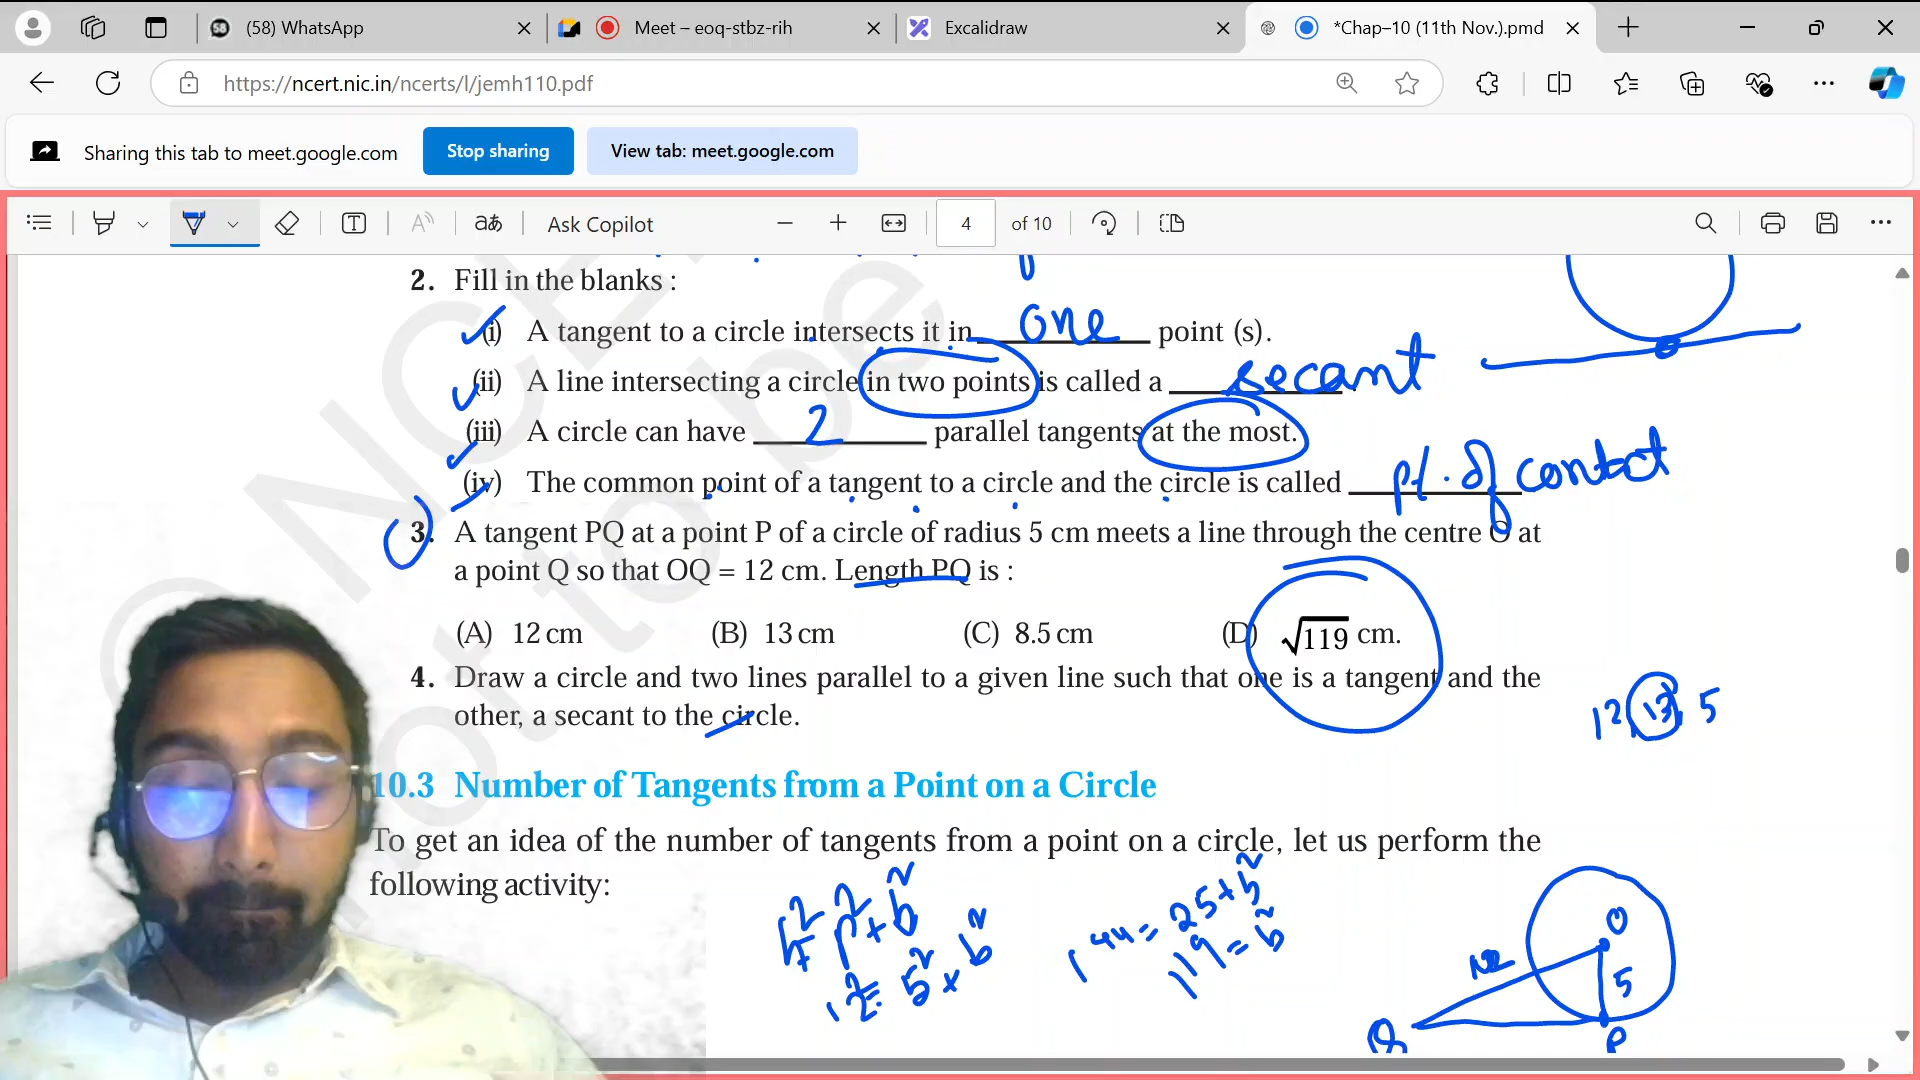 (58) WhatsApp
Meet – eoq-stbz-rih
Excalidraw
*Chap–10 (11th Nov.).pmd
https://ncert.nic.in/ncerts/l/jemh110.pdf
Sharing this tab to meet.google.com
Stop sharing
View tab: meet.google.com
Ask Copilot
4 of 10
2. Fill in the blanks :
(i) A tangent to a circle intersects it in one point (s).
(ii) A line intersecting a circle in two points is called a secant.
(iii) A circle can have 2 parallel tangents at the most.
(iv) The common point of a tangent to a circle and the circle is called pt. of contact
3. A tangent PQ at a point P of a circle of radius 5 cm meets a line through the centre O at
a point Q so that OQ = 12 cm. Length PQ is :
(A) 12 cm (B) 13 cm (C) 8.5 cm (D) √119 cm.
12, 13, 5
4. Draw a circle and two lines parallel to a given line such that one is a tangent and the
other, a secant to the circle.
10.3 Number of Tangents from a Point on a Circle
To get an idea of the number of tangents from a point on a circle, let us perform the
following activity:
144 = 25 + b²
119 = b²
O
5
Q
P